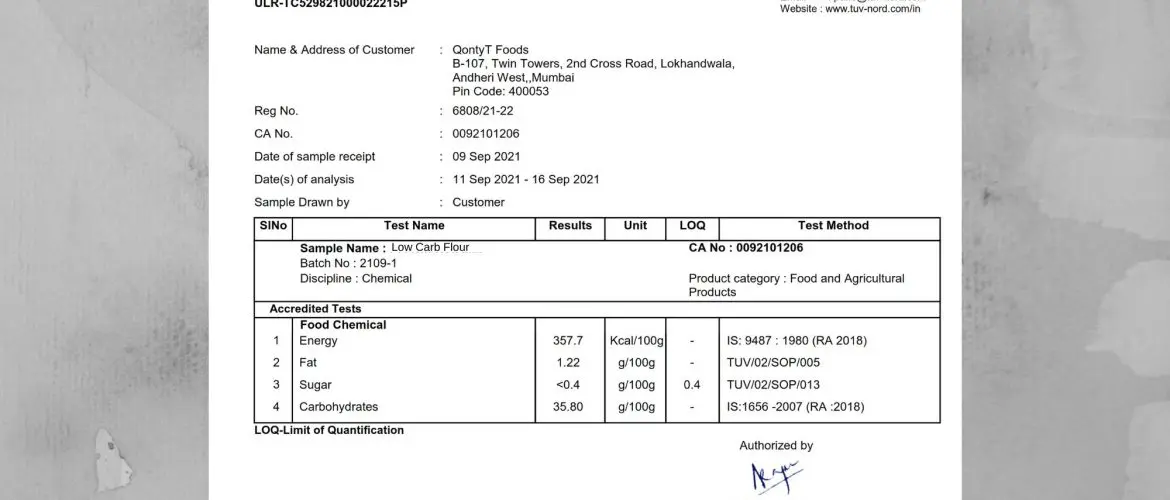 ULR-TC529821000022215P
Website : www.tuv-nord.com/in
Name & Address of Customer : QontyT Foods
B-107, Twin Towers, 2nd Cross Road, Lokhandwala,
Andheri West,,Mumbai
Pin Code: 400053
Reg No. : 6808/21-22
CA No. : 0092101206
Date of sample receipt : 09 Sep 2021
Date(s) of analysis : 11 Sep 2021 - 16 Sep 2021
Sample Drawn by : Customer
SlNo Test Name Results Unit LOQ Test Method
Sample Name : Low Carb Flour CA No : 0092101206
Batch No : 2109-1
Discipline : Chemical Product category : Food and Agricultural
Products
Accredited Tests
Food Chemical
1 Energy 357.7 Kcal/100g - IS: 9487 : 1980 (RA 2018)
2 Fat 1.22 g/100g - TUV/02/SOP/005
3 Sugar <0.4 g/100g 0.4 TUV/02/SOP/013
4 Carbohydrates 35.80 g/100g - IS:1656 -2007 (RA :2018)
LOQ-Limit of Quantification
Authorized by